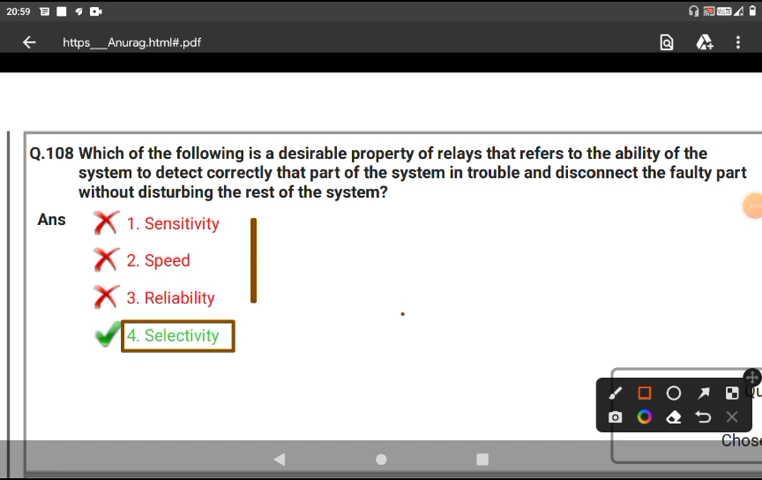 20:59
https___Anurag.html#.pdf
Q.108 Which of the following is a desirable property of relays that refers to the ability of the
system to detect correctly that part of the system in trouble and disconnect the faulty part
without disturbing the rest of the system?
Ans
1. Sensitivity
2. Speed
3. Reliability
4. Selectivity
Qu
Chose